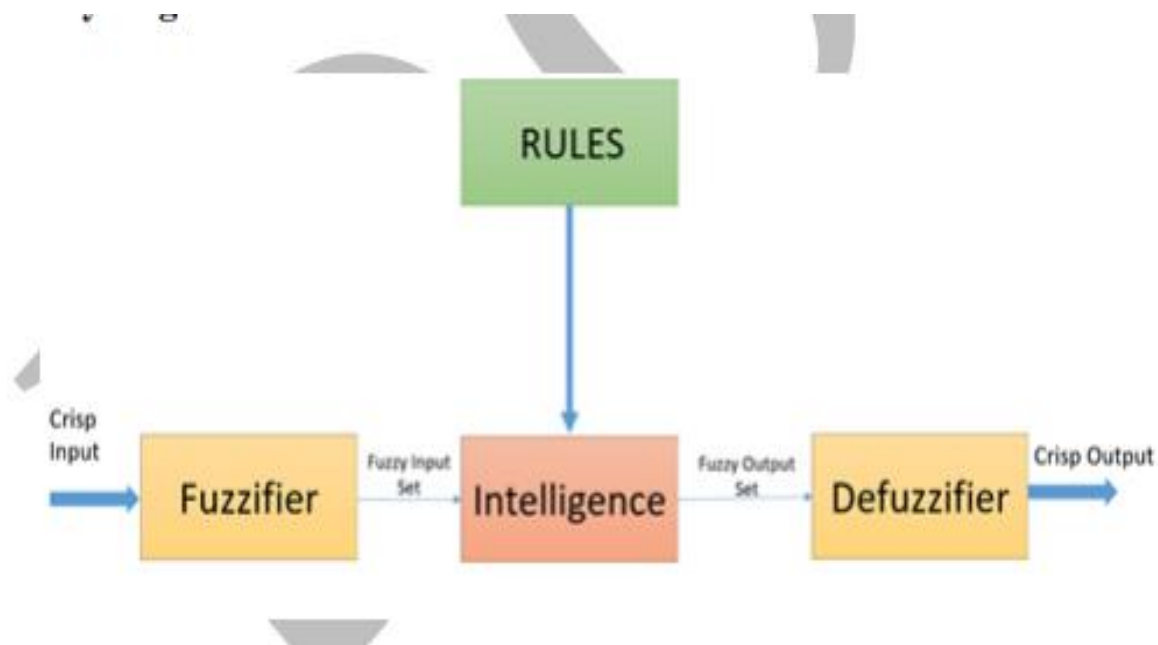 RULES
Crisp
Input
Fuzzifier
Fuzzy Input
Set
Intelligence
Fuzzy Output
Set
Defuzzifier
Crisp Output